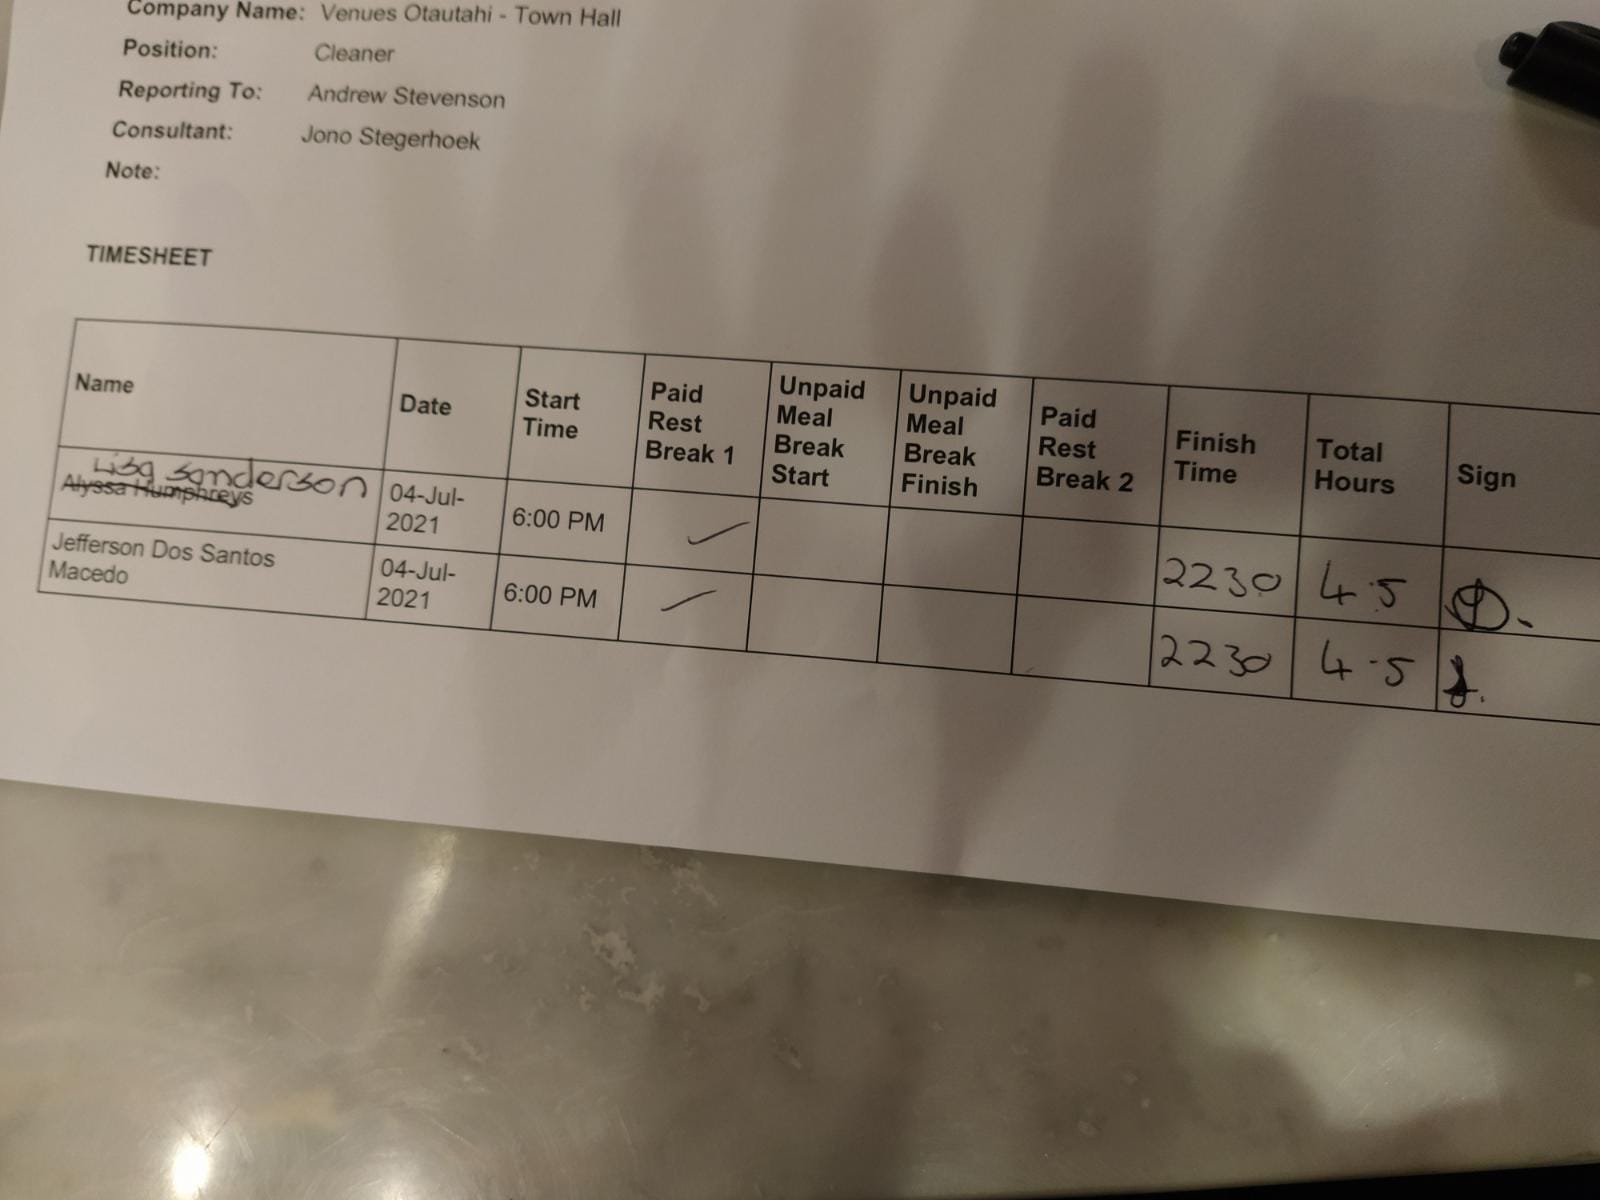 Company Name: Venues Otautahi - Town Hall
Position: Cleaner
Reporting To: Andrew Stevenson
Consultant: Jono Stegerhoek
Note:
TIMESHEET
Name
Date
Start
Time
Paid
Rest
Break 1
Unpaid
Meal
Break
Start
Unpaid
Meal
Break
Finish
Paid
Rest
Break 2
Finish
Time
Total
Hours
Sign
Lisa Sanderson
Alyssa Humphreys
04-Jul-
2021
6:00 PM
2230
4.5
Jefferson Dos Santos
Macedo
04-Jul-
2021
6:00 PM
2230
4.5